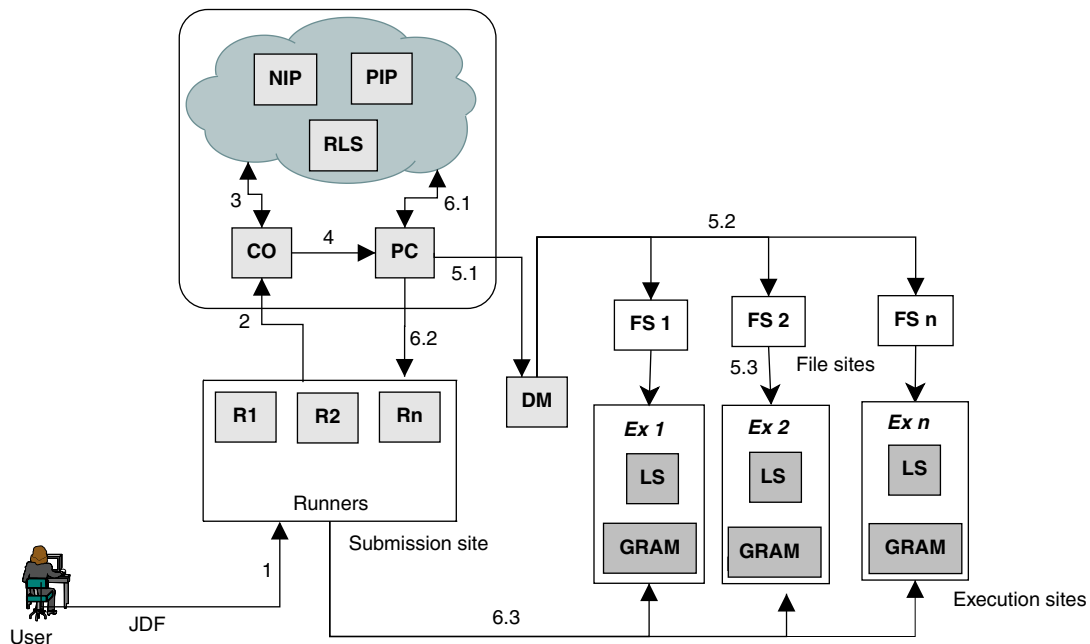 NIP
PIP
RLS
3
6.1
CO
4
PC
5.1
5.2
2
6.2
FS 1
FS 2
FS n
5.3
File sites
DM
R1
R2
Rn
Runners
Ex 1
LS
GRAM
Ex 2
LS
GRAM
Ex n
LS
GRAM
Submission site
1
JDF
User
6.3
Execution sites